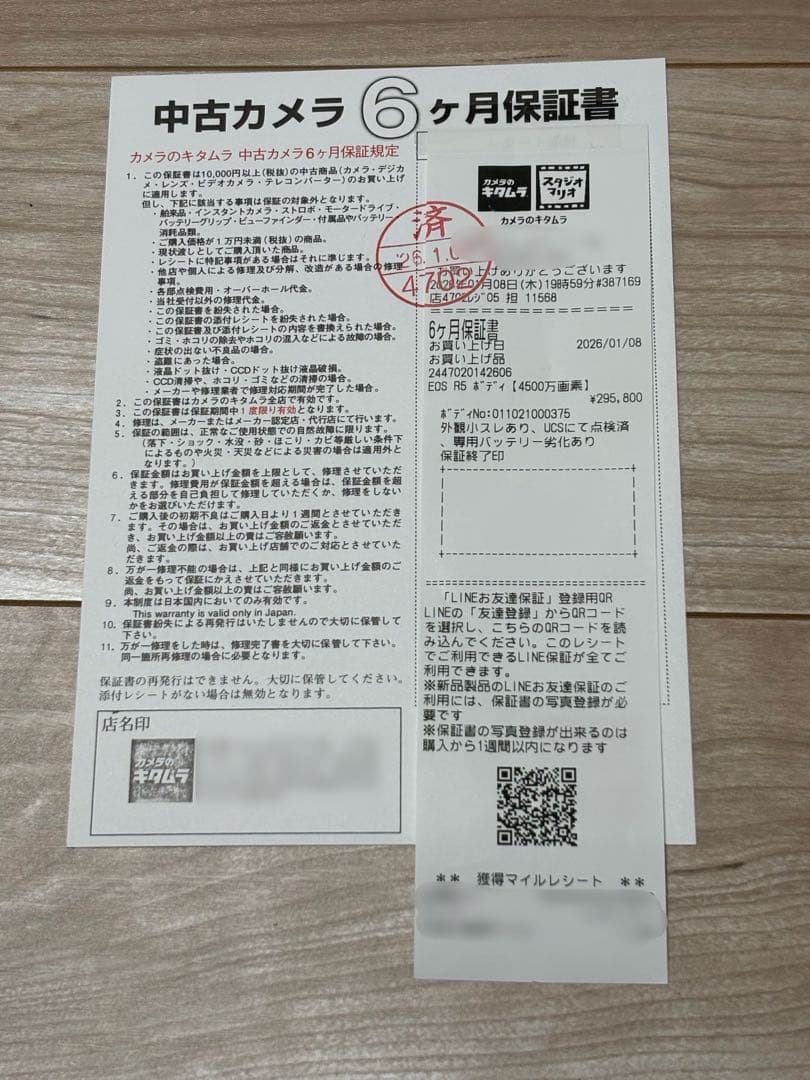 中古カメラ6ヶ月保証書
カメラのキタムラ 中古カメラ6ヶ月保証規定
1. この保証書は10,000円以上(税抜)の中古商品(カメラ・デジカ
メ・レンズ・ビデオカメラ・テレコンバーター)のお買い上げ
に適用します。
但し、下記に該当する事項は保証の対象外となります。
・舶来品・インスタントカメラ・ストロボ・モータードライブ・
バッテリーグリップ・ビューファインダー・付属品やバッテリー
消耗品類。
・ご購入価格が1万円未満(税抜)の商品。
・現状渡しとしてご購入頂いた商品。
・レシートに特記事項がある場合はそれに準じます。
・他店や個人による修理及び分解、改造がある場合の修理
事項。
・各部点検費用・オーバーホール代金。
・当社受付以外の修理代金。
・この保証書を紛失された場合。
・この保証書の添付レシートを紛失された場合。
・この保証書及び添付レシートの内容を書換えられた場合。
・ゴミ・ホコリの除去やホコリの混入などによる故障の場合。
・症状の出ない不良品の場合。
・盗難にあった場合。
・液晶ドット抜け・CCDドット抜け液晶破損。
・CCD清掃や、ホコリ・ゴミなどの清掃の場合。
・メーカーや修理業者で修理対応期間が完了した場合。
2. この保証書はカメラのキタムラ全店で有効です。
3. この保証書は保証期間中1度限り有効となります。
4. 修理は、メーカーまたはメーカー認定店・代行店にて行います。
5. 保証の範囲は、正常なご使用状態での自然故障に限ります。
(落下・ショック・水没・砂・ほこり・カビ等厳しい条件下
によるものや火災・天災などによる災害の場合は適用外と
なります。)
6. 保証金額はお買い上げ金額を上限として、修理させていただ
きます。修理費用が保証金額を超える場合は、保証金額を超
える部分を自己負担して修理していただくか、修理をしない
かをお選びいただけます。
7. ご購入後の初期不良はご購入日より1週間とさせていただき
ます。その場合は、お買い上げ金額のご返金とさせていただ
き、お買い上げ金額以上の責はご容赦願います。
尚、ご返金の際は、お買い上げ店舗でのご対応とさせていた
だきます。
8. 万が一修理不能の場合は、上記と同様にお買い上げ金額のご
返金をもって保証にかえさせていただきます。
尚、お買い上げ金額以上の責はご容赦願います。
9. 本制度は日本国内においてのみ有効です。
This warranty is valid only in Japan.
10. 保証書紛失による再発行はいたしませんので大切に保管して下
さい。
11. 万が一修理をした時は、修理完了書を大切に保管して下さい。
同一箇所再修理の場合に必要となります。
保証書の再発行はできません。大切に保管してください。
添付レシートがない場合は無効となります。
店名印
カメラの
キタムラ
済
'26.1.
4702
カメラの
キタムラ
スタジオ
マリオ
カメラのキタムラ
お買い上げありがとうございます
月08日(木)19時59分#387169
店4702レジ05 担 11568
6ヶ月保証書
お買い上げ日 2026/01/08
お買い上げ品
2447020142606
EOS R5 ボディ【4500万画素】
¥295,800
ボディNo:011021000375
外観小スレあり、UCSにて点検済
、専用バッテリー劣化あり
保証終了印
「LINEお友達保証」登録用QR
LINEの「友達登録」からQRコード
を選択し、こちらのQRコードを読
み込んでください。このレシート
でご利用できるLINE保証が全てご
利用できます。
※新品製品のLINEお友達保証のご
利用には、保証書の写真登録が必
要です
※保証書の写真登録が出来るのは
購入から1週間以内になります
** 獲得マイルレシート **